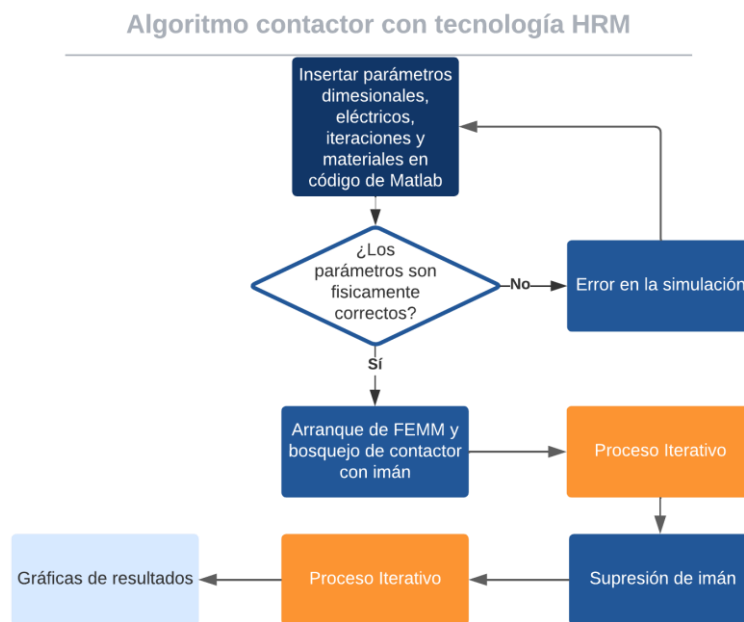 Algoritmo contactor con tecnología HRM
Insertar parámetros
dimesionales,
eléctricos,
iteraciones y
materiales en
código de Matlab
¿Los
parámetros son
fisicamente
correctos?
No
Error en la simulación
Sí
Arranque de FEMM y
bosquejo de contactor
con imán
Proceso Iterativo
Supresión de imán
Proceso Iterativo
Gráficas de resultados